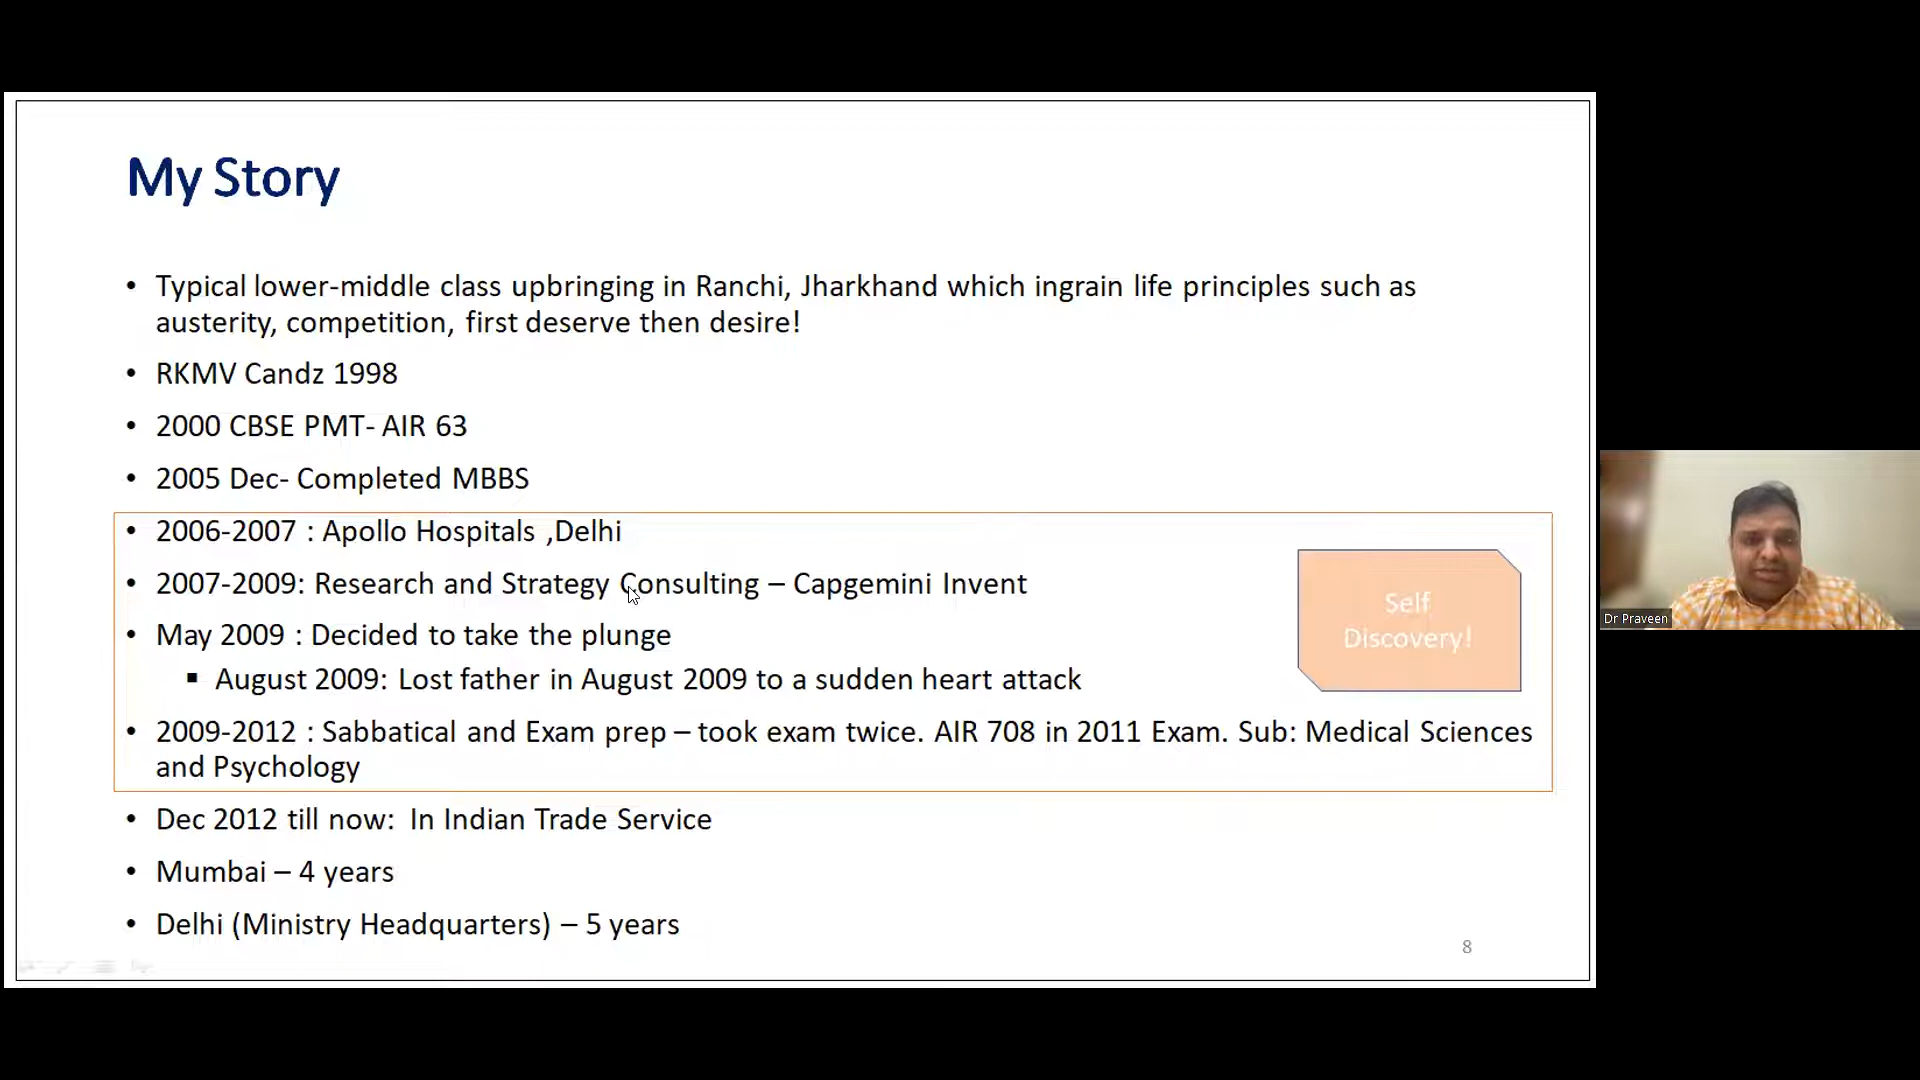 My Story
• Typical lower-middle class upbringing in Ranchi, Jharkhand which ingrain life principles such as
austerity, competition, first deserve then desire!
• RKMV Candz 1998
• 2000 CBSE PMT- AIR 63
• 2005 Dec- Completed MBBS
• 2006-2007 : Apollo Hospitals ,Delhi
• 2007-2009: Research and Strategy Consulting – Capgemini Invent
• May 2009 : Decided to take the plunge
▪ August 2009: Lost father in August 2009 to a sudden heart attack
• 2009-2012 : Sabbatical and Exam prep – took exam twice. AIR 708 in 2011 Exam. Sub: Medical Sciences
and Psychology
Self
Discovery!
• Dec 2012 till now: In Indian Trade Service
• Mumbai – 4 years
• Delhi (Ministry Headquarters) – 5 years
8
Dr Praveen